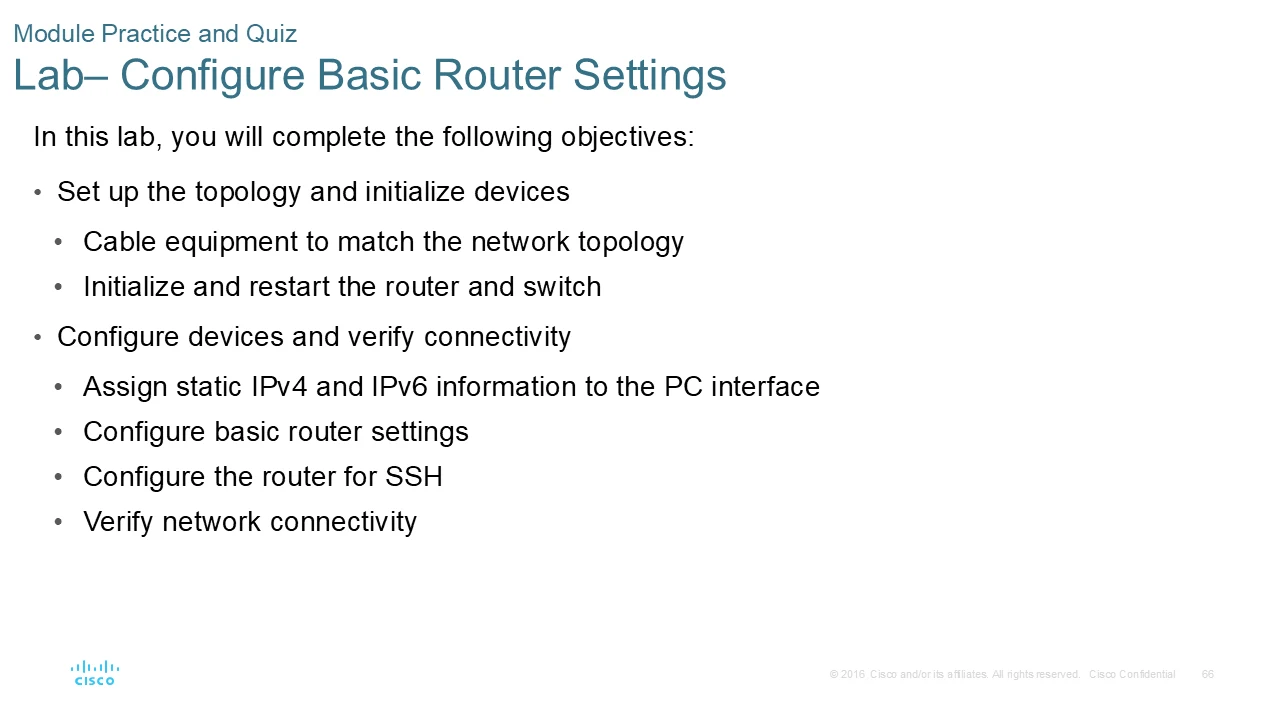 Module Practice and Quiz
Lab– Configure Basic Router Settings
In this lab, you will complete the following objectives:
• Set up the topology and initialize devices
• Cable equipment to match the network topology
• Initialize and restart the router and switch
• Configure devices and verify connectivity
• Assign static IPv4 and IPv6 information to the PC interface
• Configure basic router settings
• Configure the router for SSH
• Verify network connectivity
CISCO
© 2016 Cisco and/or its affiliates. All rights reserved. Cisco Confidential 66